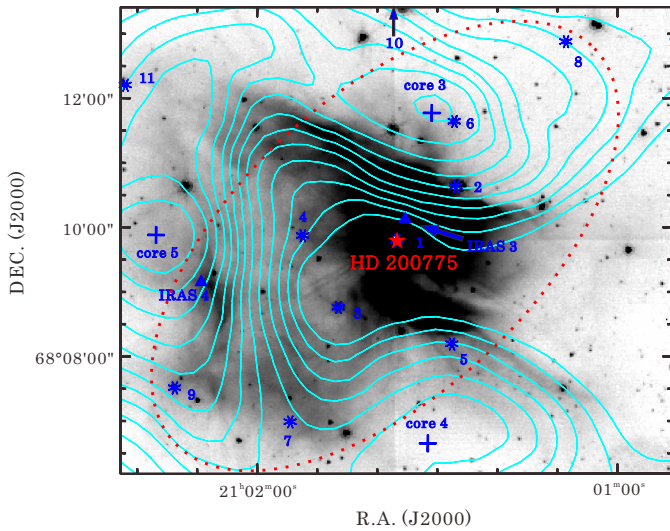 10
8
11
core 3
12'00"
6
2
4
10'00"
1
IRAS 3
core 5
HD 200775
IRAS 4
3
5
68°08'00"
9
core 4
7
DEC. (J2000)
21ʰ02ᵐ00ˢ
01ᵐ00ˢ
R.A. (J2000)